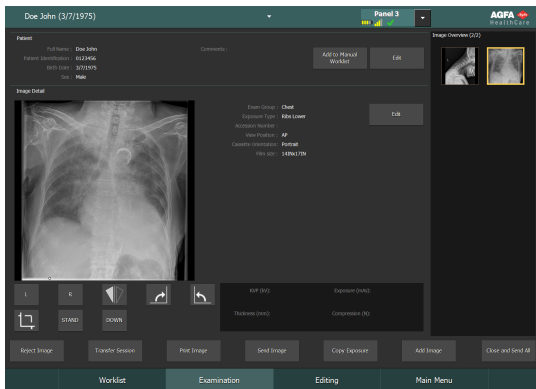 Doe John (3/7/1975)
Panel 3
AGFA
HealthCare
Patient
Full Name : Doe John
Patient Identification : 0123456
Birth Date : 3/7/1975
Sex : Male
Comments :
Add to Manual
Worklist
Edit
Image Overview (2/2)
Image Detail
Exam Group : Chest
Exposure Type : Ribs Lower
Accession Number :
View Position : AP
Cassette Orientation : Portrait
Film size : 14INx17IN
Edit
L
R
STAND
DOWN
KVP (kV):
Exposure (mAs):
Thickness (mm):
Compression (N):
Reject Image
Transfer Session
Print Image
Send Image
Copy Exposure
Add Image
Close and Send All
Worklist
Examination
Editing
Main Menu